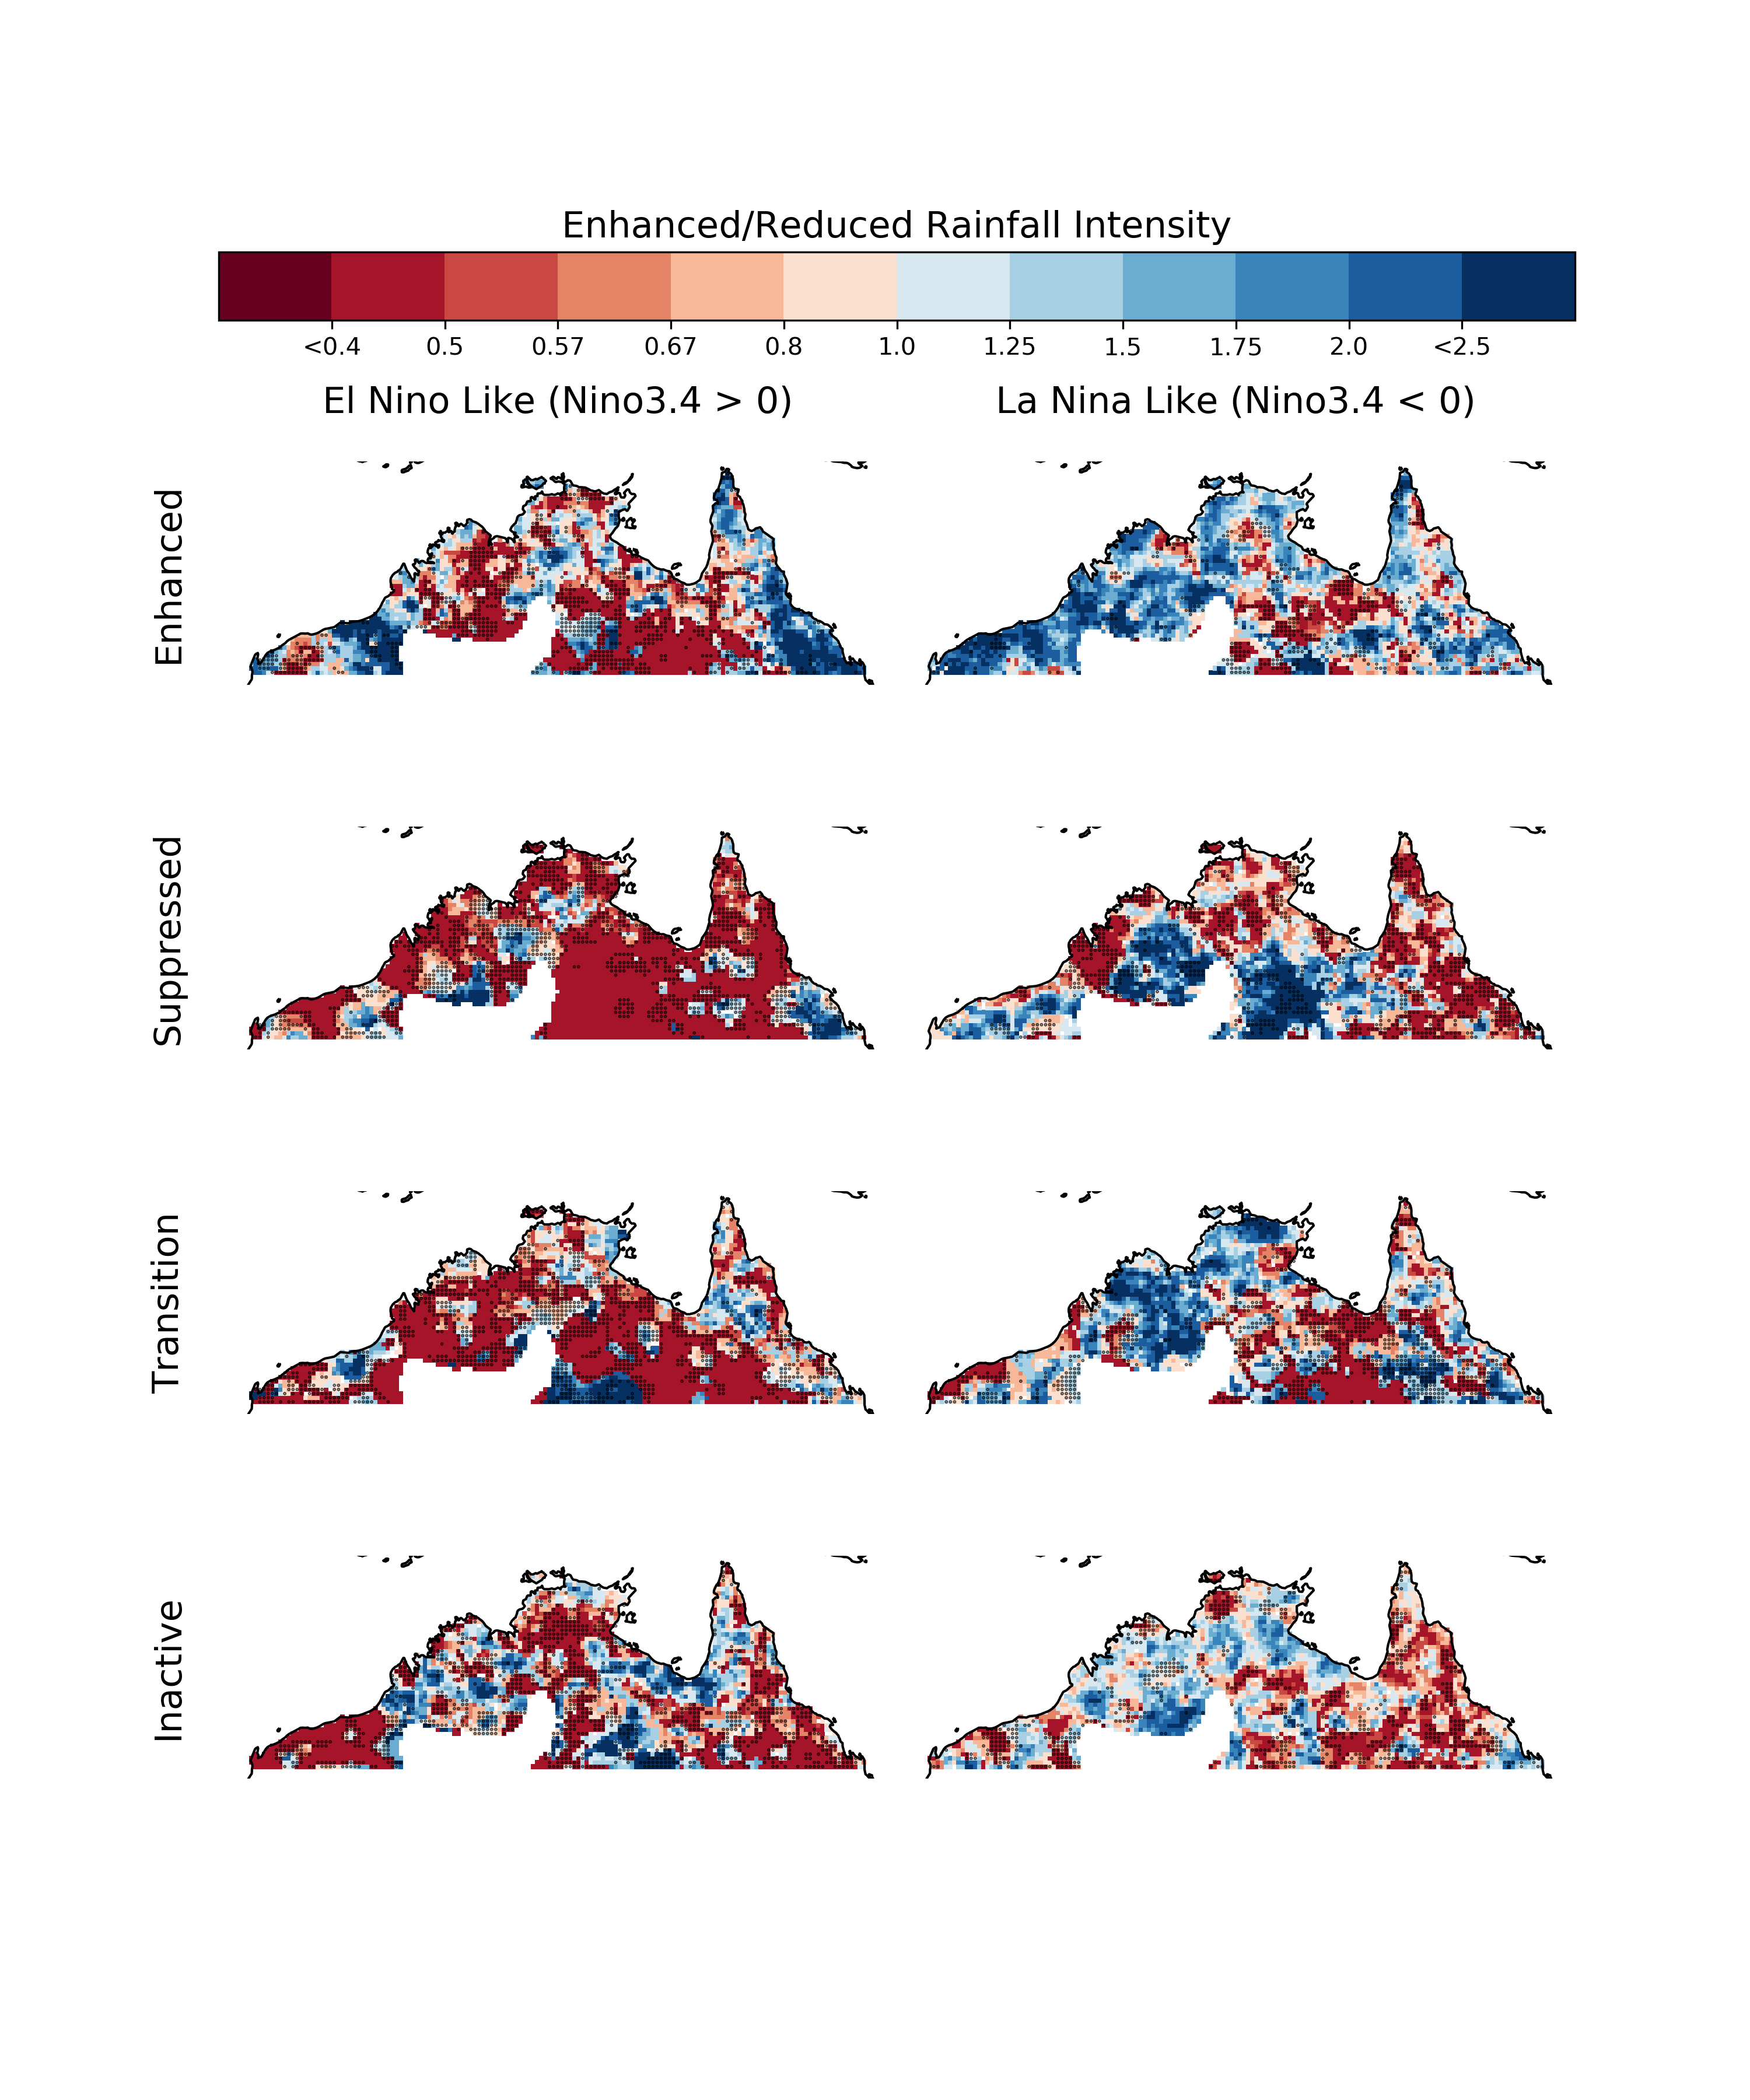 Enhanced/Reduced Rainfall Intensity
<0.4 0.5 0.57 0.67 0.8 1.0 1.25 1.5 1.75 2.0 <2.5
El Nino Like (Nino3.4 > 0) La Nina Like (Nino3.4 < 0)
Enhanced
Suppressed
Transition
Inactive